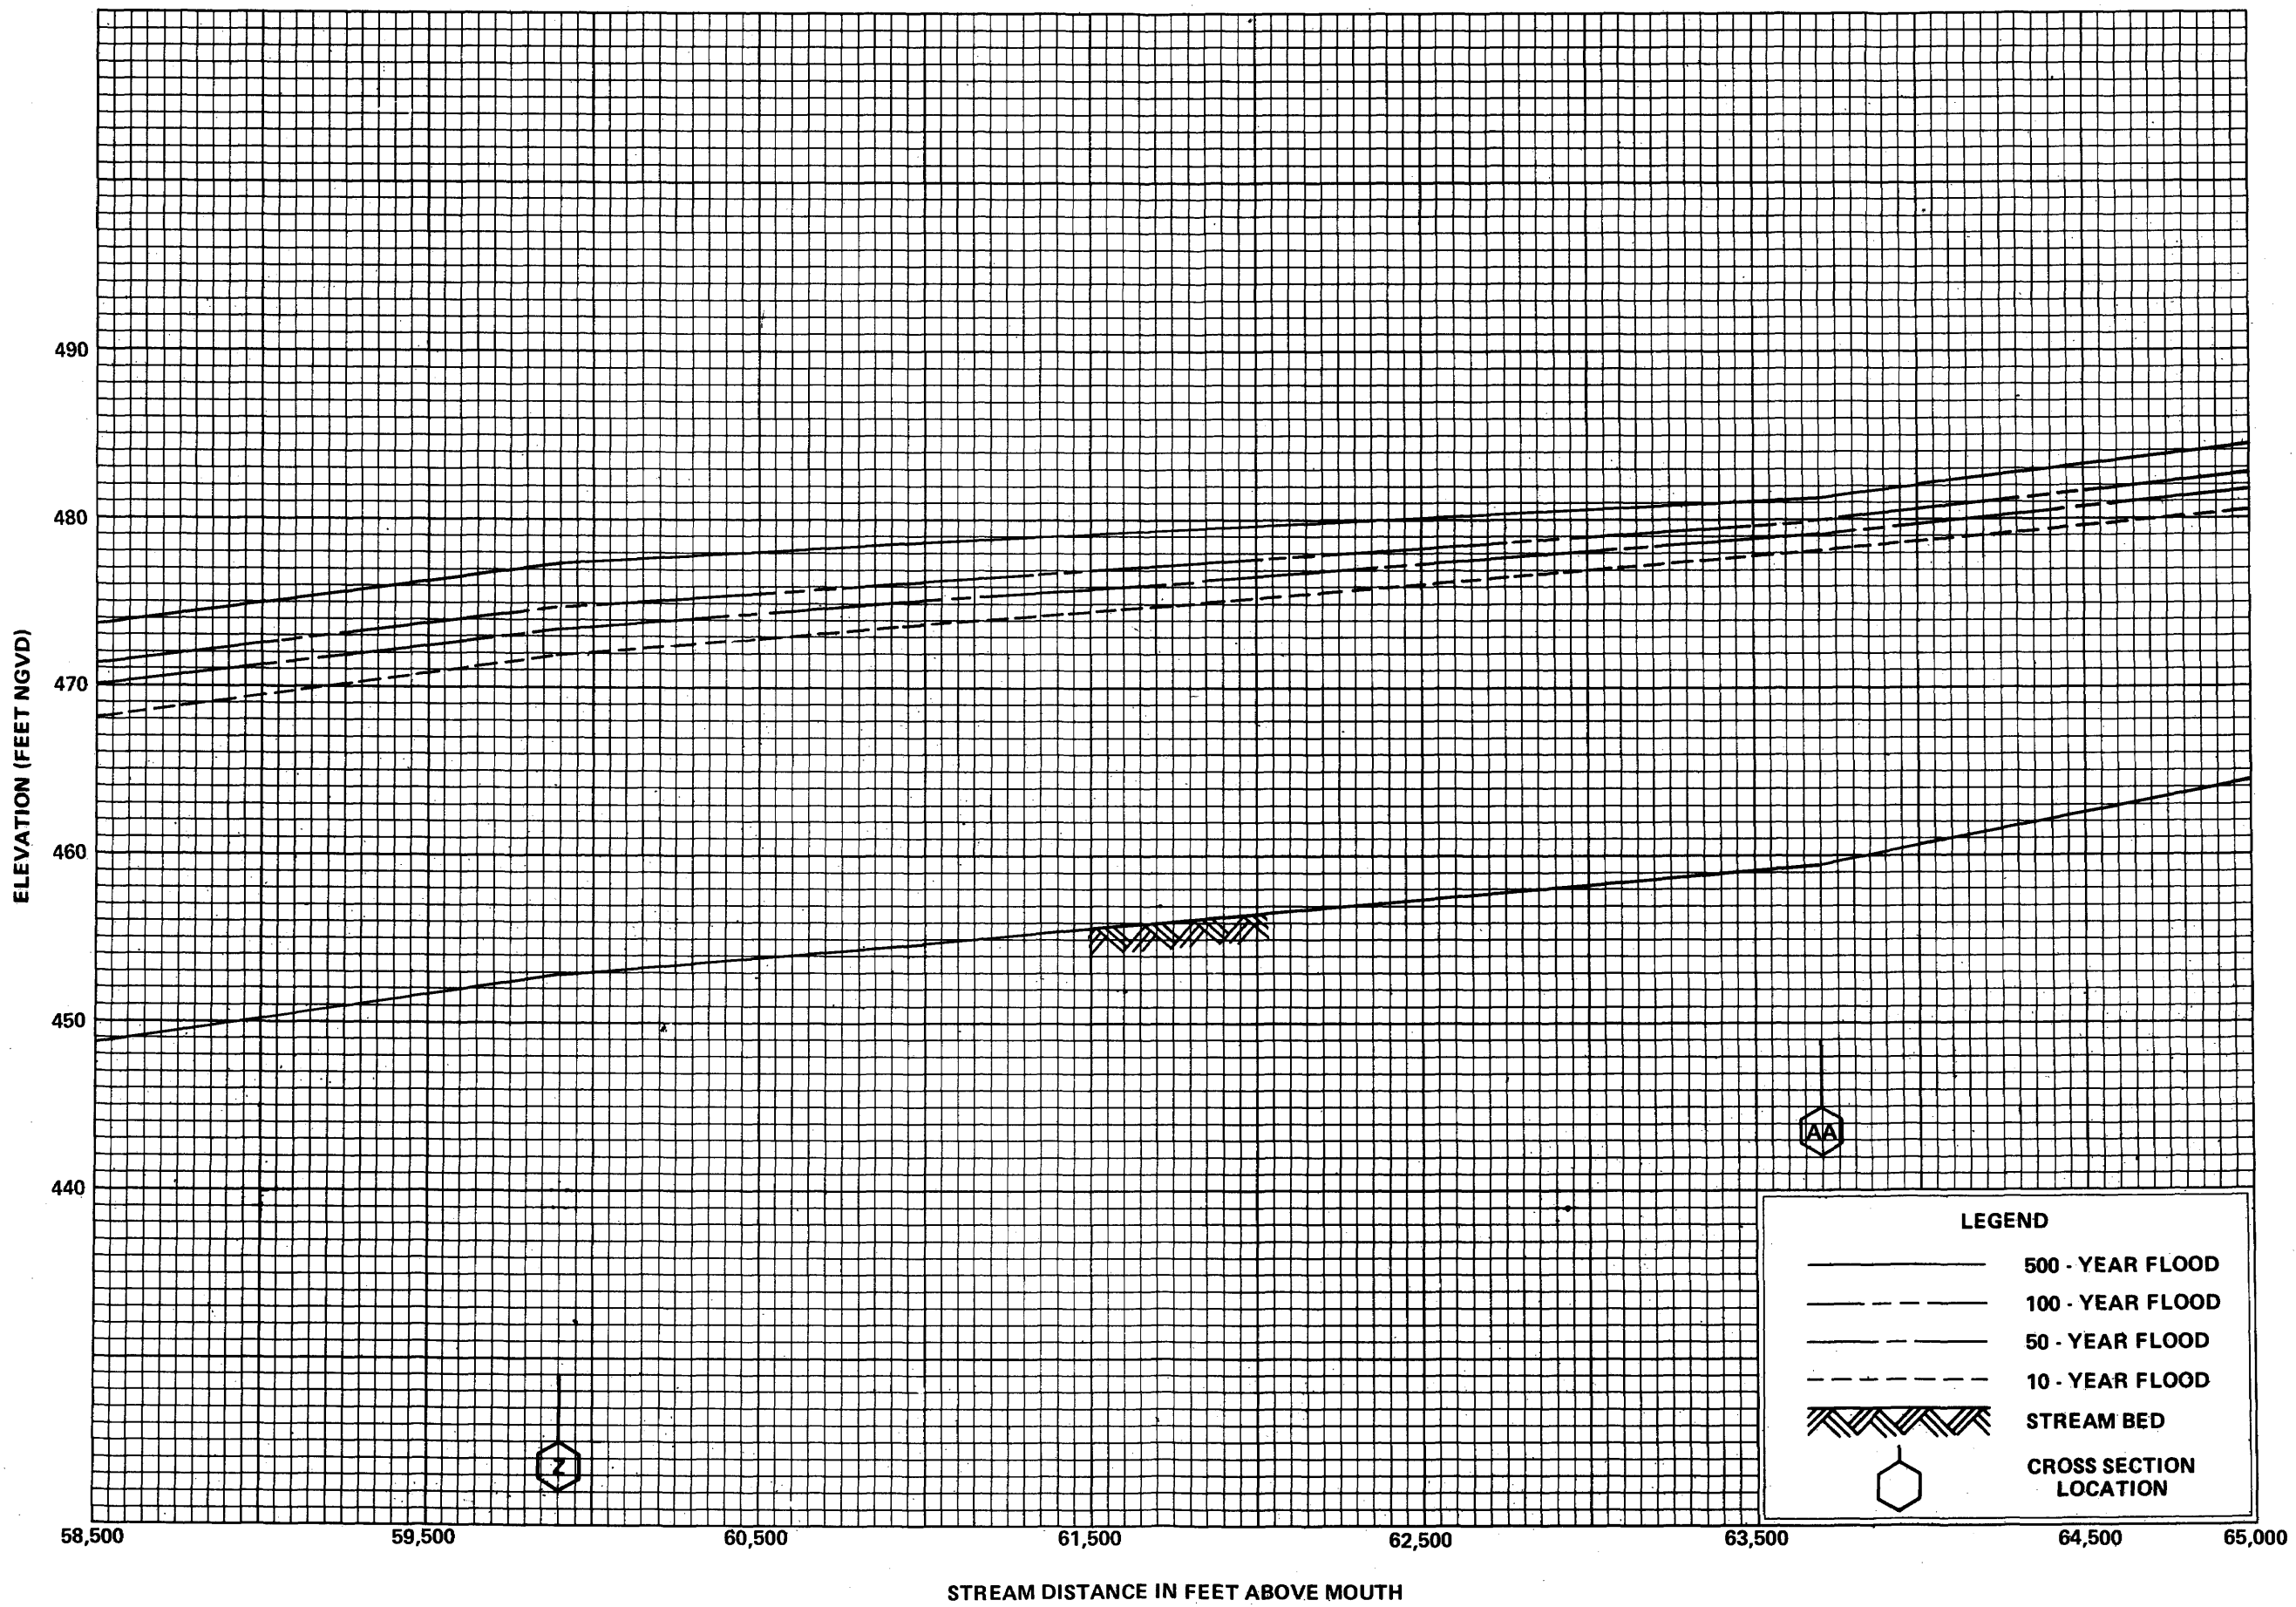 ELEVATION (FEET NGVD)
490
480
470
460
450
440
AA
Z
LEGEND
500 - YEAR FLOOD
100 - YEAR FLOOD
50 - YEAR FLOOD
10 - YEAR FLOOD
STREAM BED
CROSS SECTION
LOCATION
58,500
59,500
60,500
61,500
62,500
63,500
64,500
65,000
STREAM DISTANCE IN FEET ABOVE MOUTH